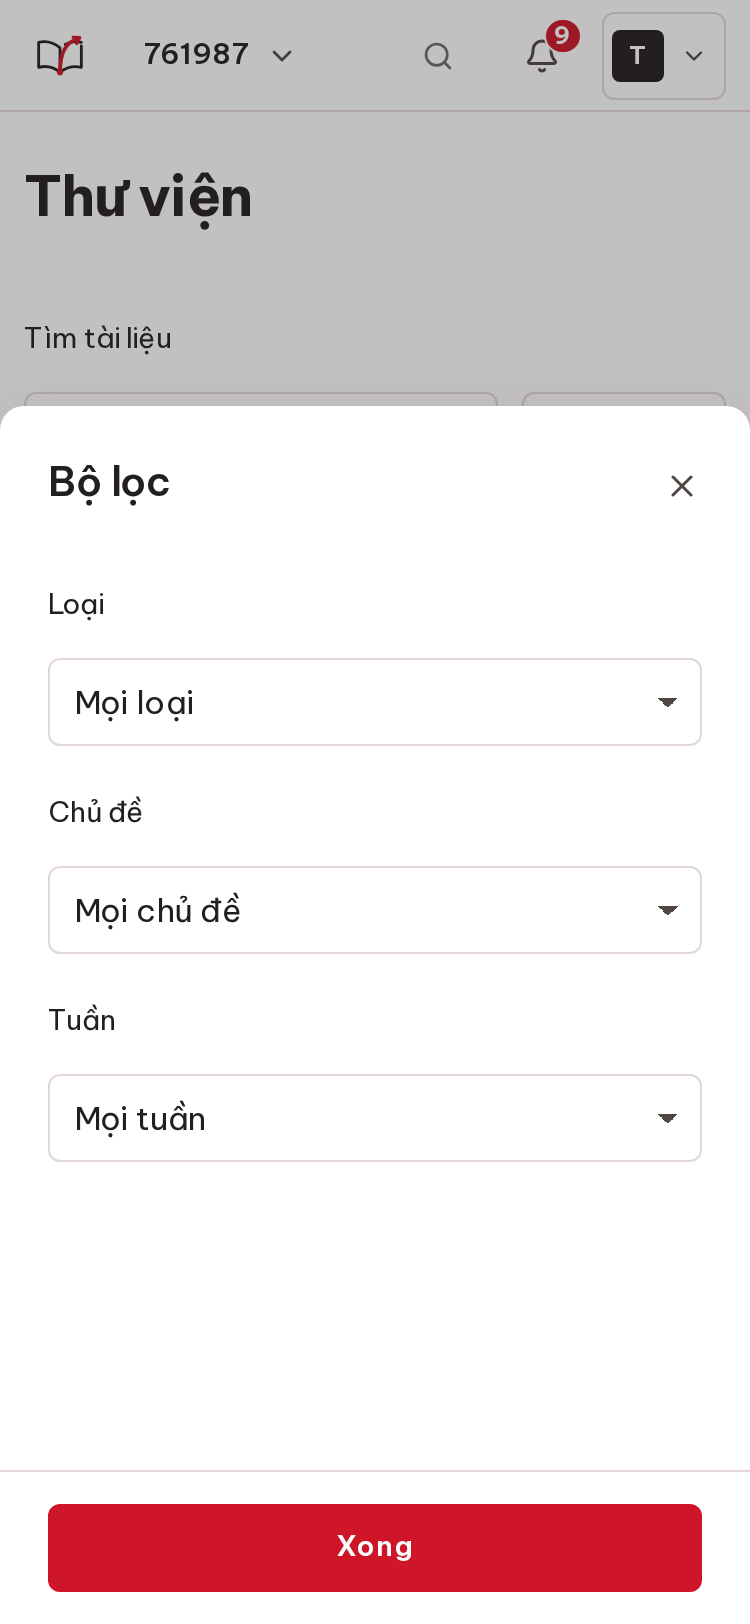 761987
9
T
Thư viện
Tìm tài liệu
Bộ lọc
Loại
Mọi loại
Chủ đề
Mọi chủ đề
Tuần
Mọi tuần
Xong